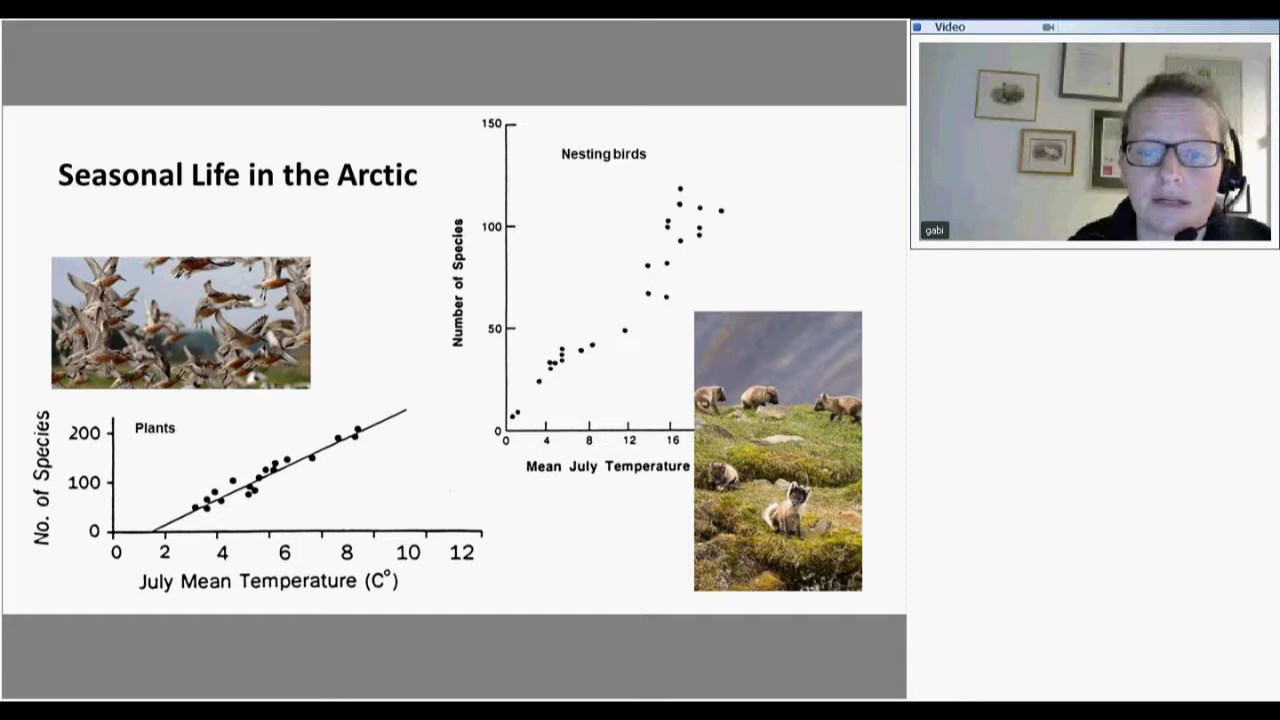 Video
gabi
Seasonal Life in the Arctic
Nesting birds
Number of Species
150
100
50
0
0 4 8 12 16
Mean July Temperature
Plants
No. of Species
200
100
0
0 2 4 6 8 10 12
July Mean Temperature (C°)